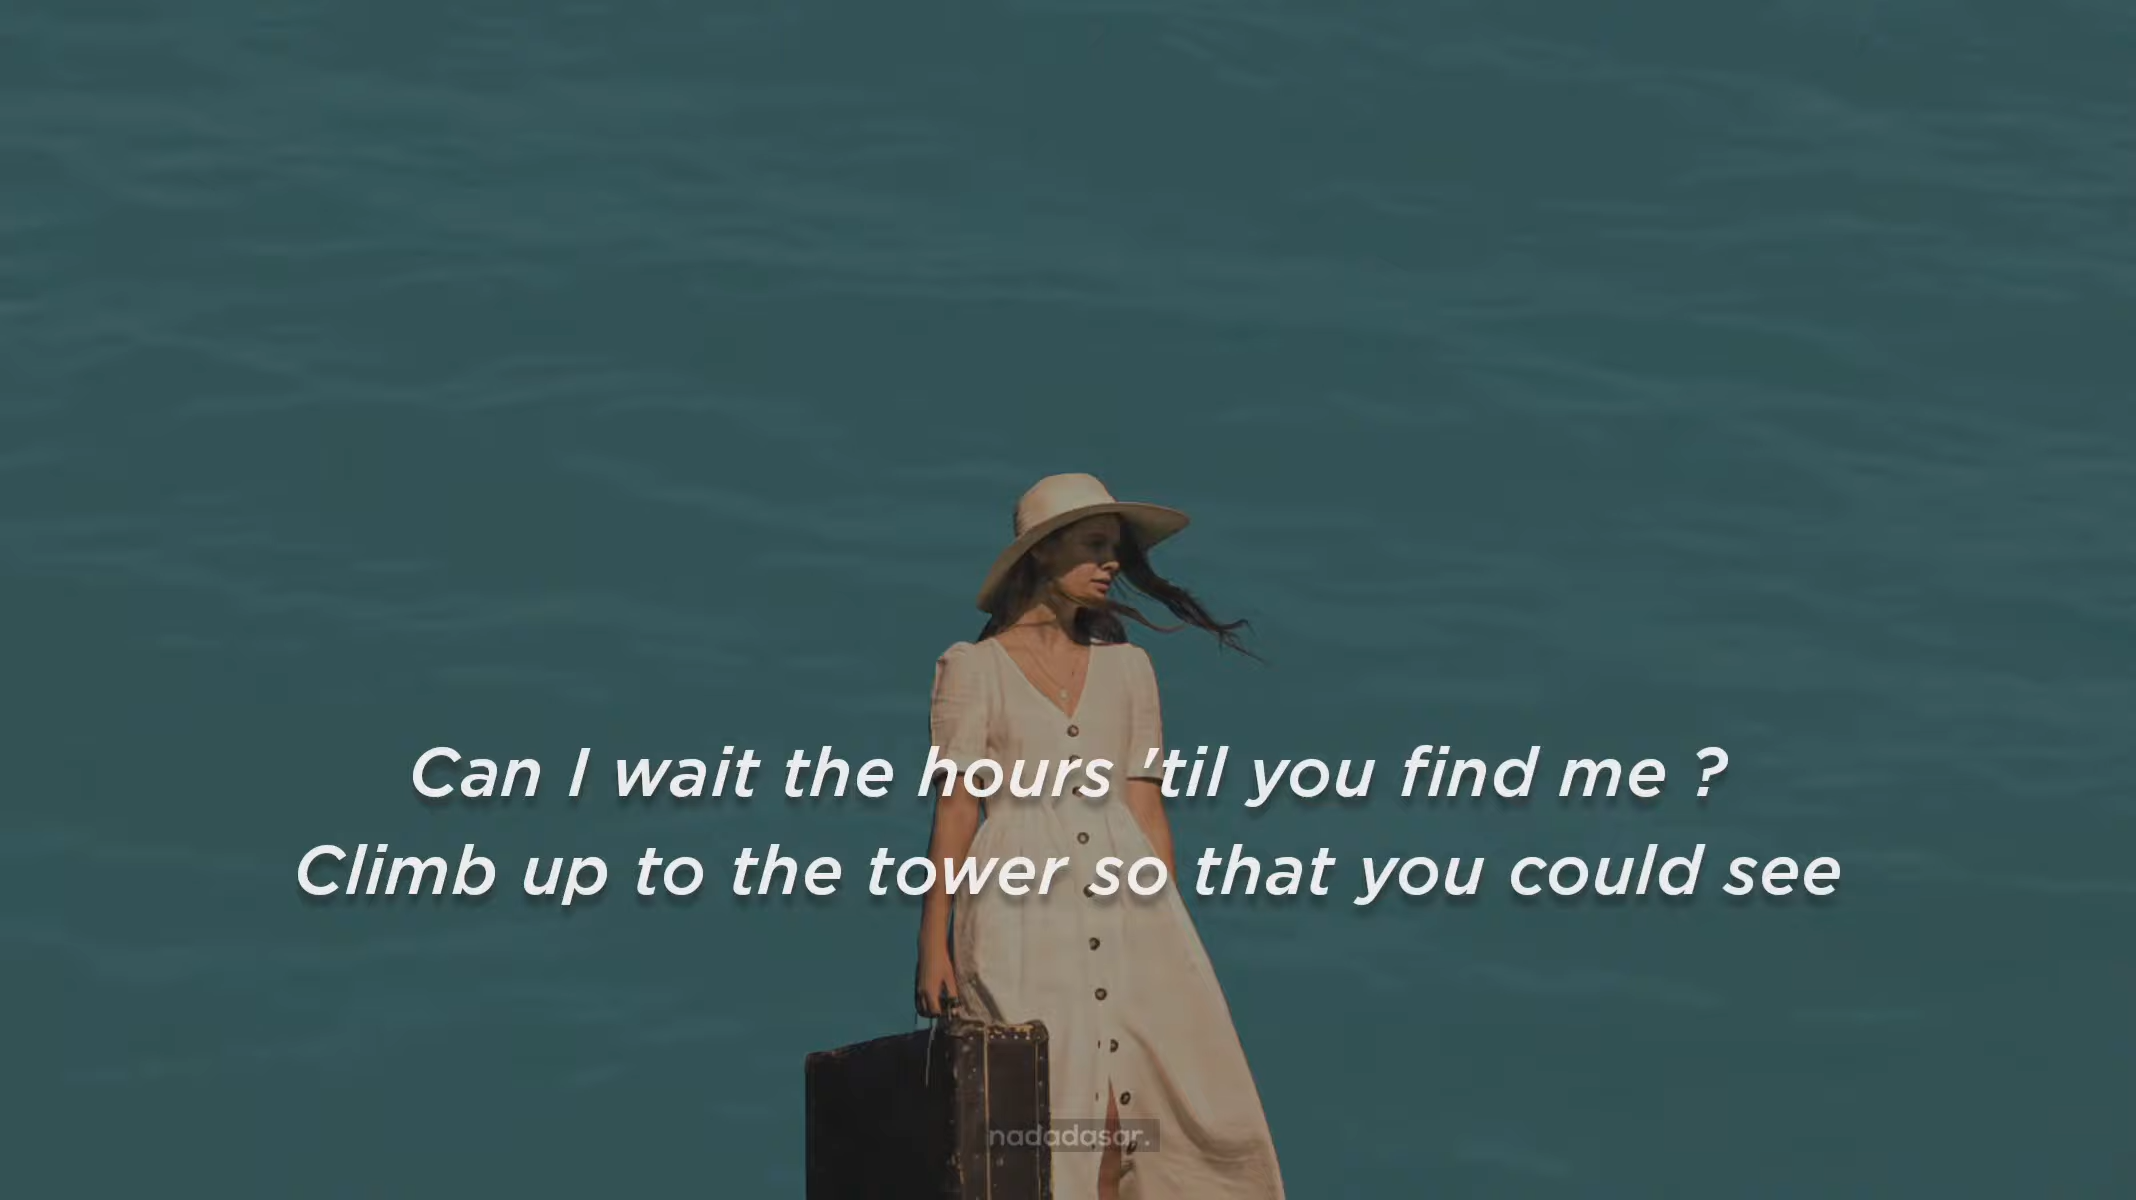 Can I wait the hours 'til you find me ?
Climb up to the tower so that you could see
nadadasar.